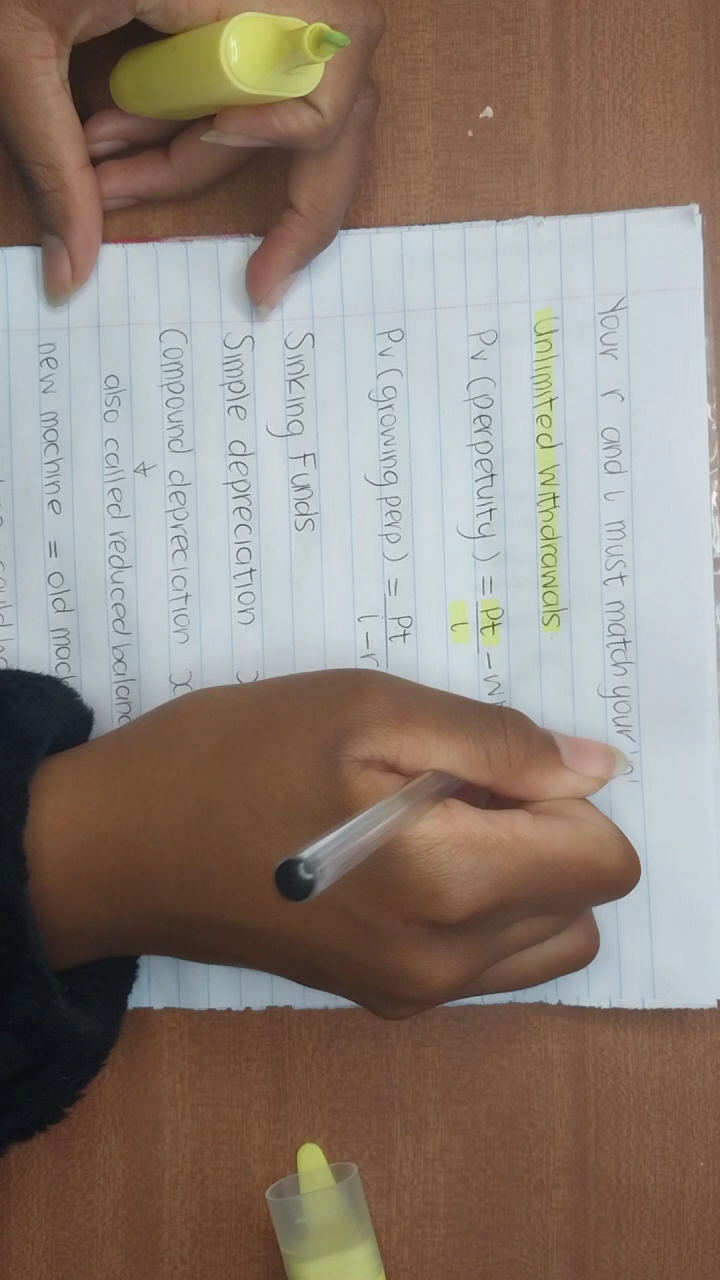 Your r and i must match your 'n'
Unlimited Withdrawals
Pv (perpetuity) = pt/i -
Pv (growing perp) = pt/i-r
Sinking Funds
Simple depreciation
Compound depreciation x
also called reduced balanc
new machine = old mac